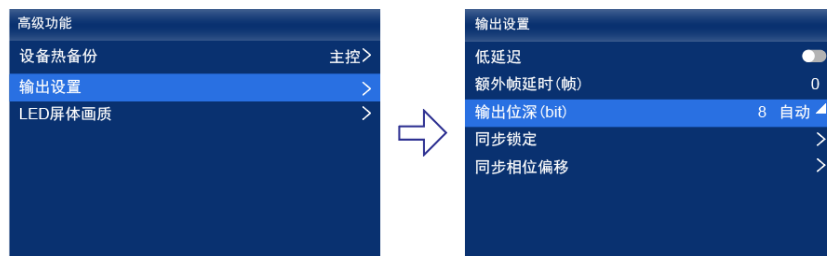 高级功能
设备热备份 主控>
输出设置 >
LED屏体画质 >
输出设置
低延迟
额外帧延时(帧) 0
输出位深(bit) 8 自动
同步锁定 >
同步相位偏移 >